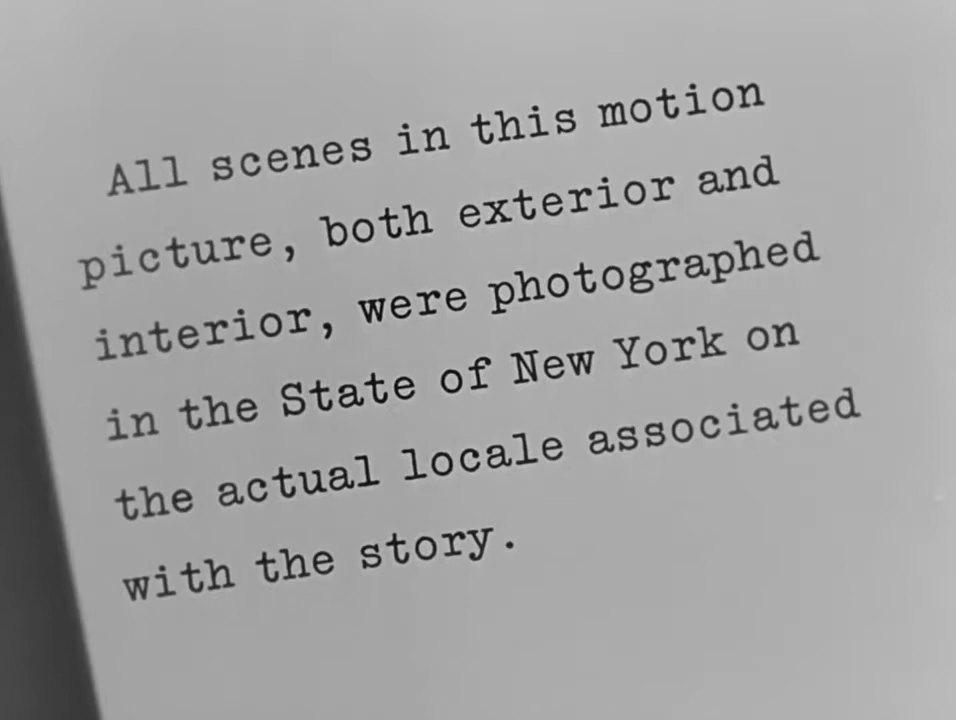 All scenes in this motion
picture, both exterior and
interior, were photographed
in the State of New York on
the actual locale associated
with the story.